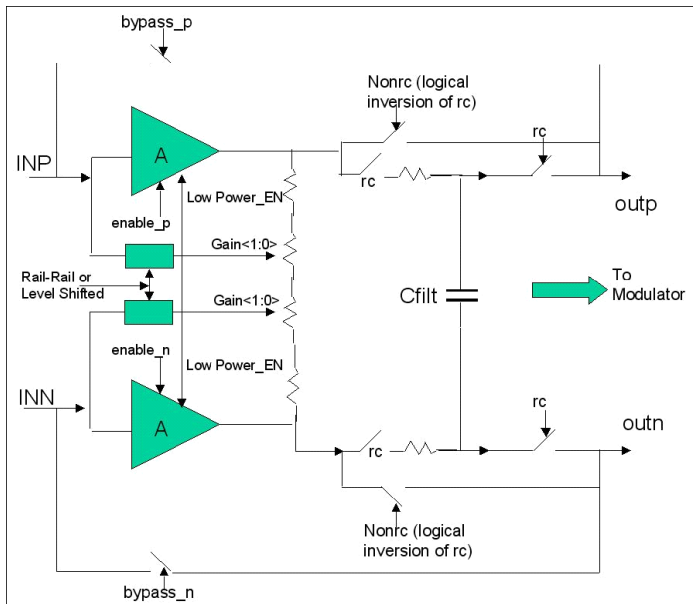 bypass_p
Nonrc (logical
inversion of rc)
rc
A
INP
rc
Low Power_EN
enable_p
outp
Gain<1:0>
Rail-Rail or
Level Shifted
To
Modulator
Cfilt
Gain<1:0>
enable_n
Low Power_EN
INN
rc
outn
A
rc
Nonrc (logical
inversion of rc)
bypass_n